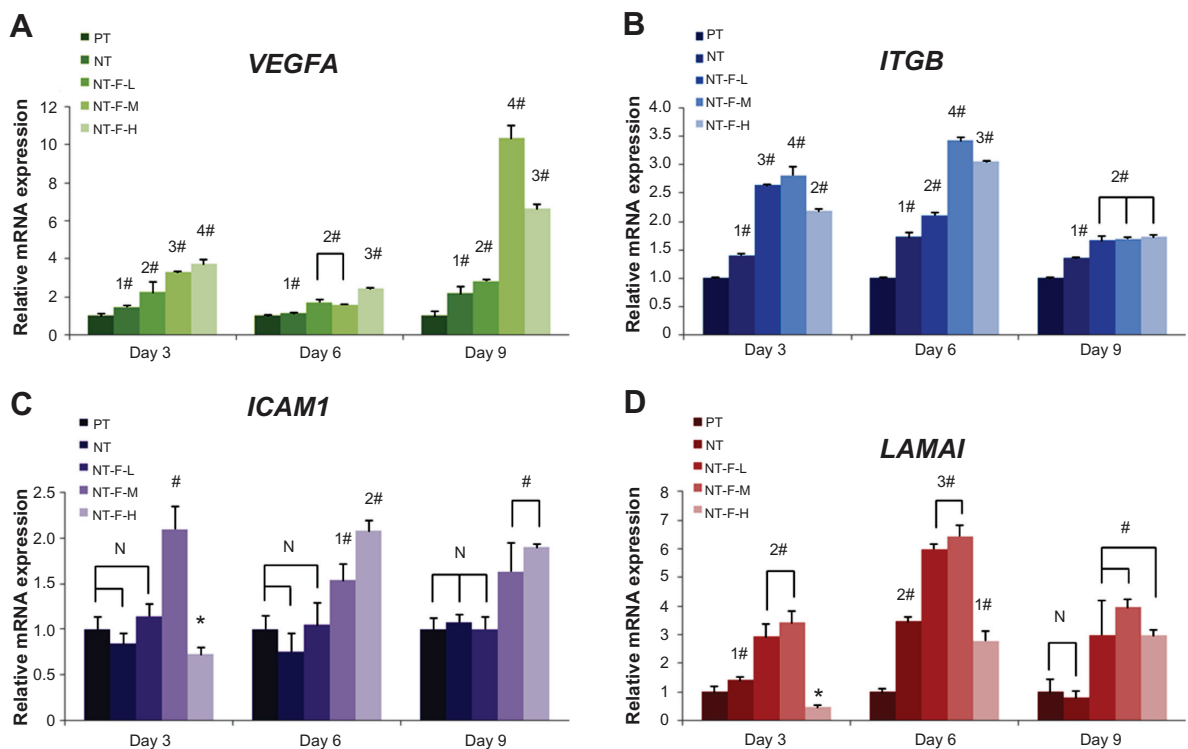 A
VEGFA
PT
NT
NT-F-L
NT-F-M
NT-F-H
Relative mRNA expression
12
10
8
6
4
2
0
1#
2#
3#
4#
1#
2#
3#
1#
2#
4#
3#
Day 3
Day 6
Day 9
B
ITGB
PT
NT
NT-F-L
NT-F-M
NT-F-H
Relative mRNA expression
4.0
3.5
3.0
2.5
2.0
1.5
1.0
0.5
0
1#
3#
4#
2#
1#
2#
4#
3#
1#
2#
Day 3
Day 6
Day 9
C
ICAM1
PT
NT
NT-F-L
NT-F-M
NT-F-H
Relative mRNA expression
2.5
2.0
1.5
1.0
0.5
0
N
#
*
N
1#
2#
N
#
Day 3
Day 6
Day 9
D
LAMAI
PT
NT
NT-F-L
NT-F-M
NT-F-H
Relative mRNA expression
8
7
6
5
4
3
2
1
0
1#
2#
*
2#
3#
1#
N
#
Day 3
Day 6
Day 9